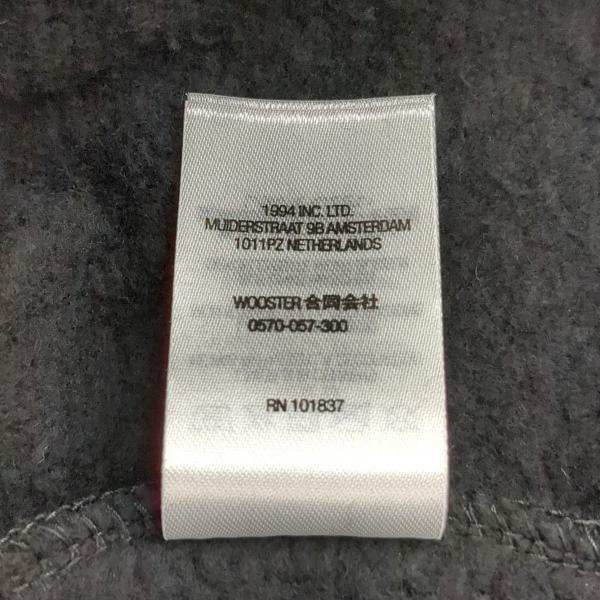 1994 INC. LTD.
MUIDERSTRAAT 9B AMSTERDAM
1011PZ NETHERLANDS
WOOSTER 合同会社
0570-057-300
RN 101837